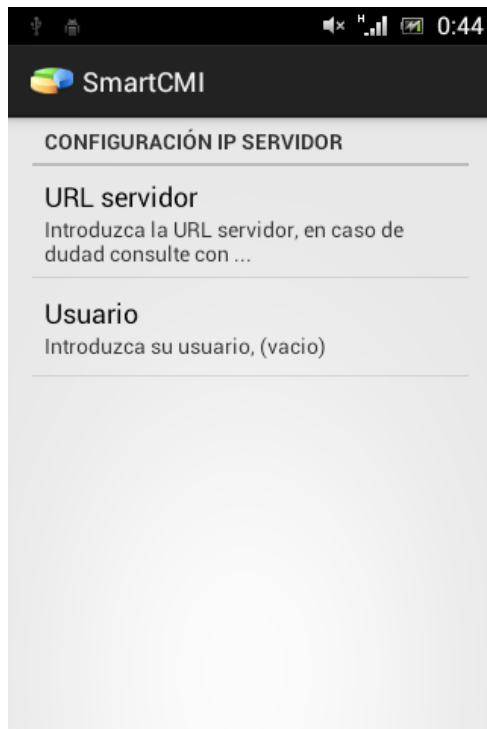 H 0:44
SmartCMI
CONFIGURACIÓN IP SERVIDOR
URL servidor
Introduzca la URL servidor, en caso de
dudad consulte con ...
Usuario
Introduzca su usuario, (vacio)